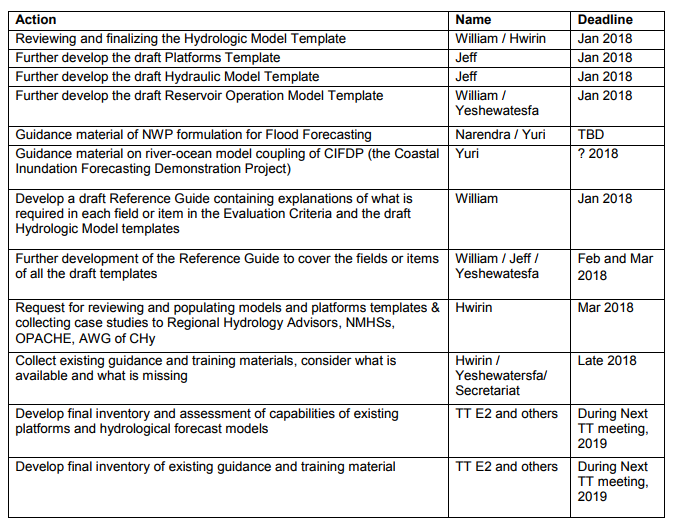 Action Name Deadline
Reviewing and finalizing the Hydrologic Model Template William / Hwirin Jan 2018
Further develop the draft Platforms Template Jeff Jan 2018
Further develop the draft Hydraulic Model Template Jeff Jan 2018
Further develop the draft Reservoir Operation Model Template William / Jan 2018
Yeshewatesfa
Guidance material of NWP formulation for Flood Forecasting Narendra / Yuri TBD
Guidance material on river-ocean model coupling of CIFDP (the Coastal Yuri ? 2018
Inundation Forecasting Demonstration Project)
Develop a draft Reference Guide containing explanations of what is William Jan 2018
required in each field or item in the Evaluation Criteria and the draft
Hydrologic Model templates
Further development of the Reference Guide to cover the fields or items William / Jeff / Feb and Mar
of all the draft templates Yeshewatesfa 2018
Request for reviewing and populating models and platforms templates & Hwirin Mar 2018
collecting case studies to Regional Hydrology Advisors, NMHSs,
OPACHE, AWG of CHy
Collect existing guidance and training materials, consider what is Hwirin / Late 2018
available and what is missing Yeshewatersfa/
Secretariat
Develop final inventory and assessment of capabilities of existing TT E2 and others During Next
platforms and hydrological forecast models TT meeting,
2019
Develop final inventory of existing guidance and training material TT E2 and others During Next
TT meeting,
2019